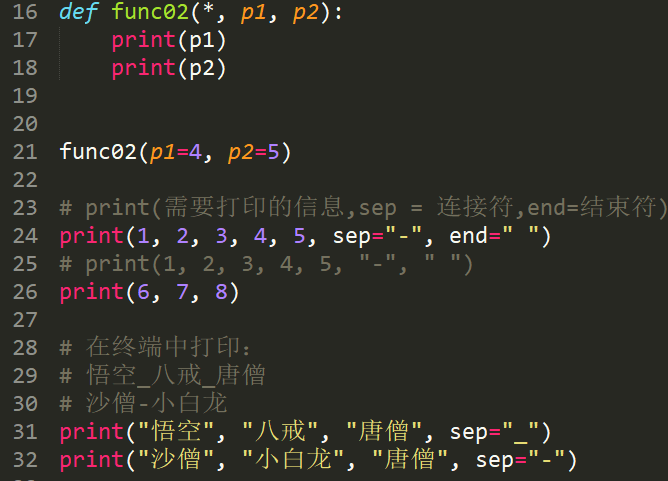 16 def func02(*, p1, p2):
17     print(p1)
18     print(p2)
19
20
21 func02(p1=4, p2=5)
22
23 # print(需要打印的信息,sep = 连接符,end=结束符)
24 print(1, 2, 3, 4, 5, sep="-", end=" ")
25 # print(1, 2, 3, 4, 5, "-", " ")
26 print(6, 7, 8)
27
28 # 在终端中打印:
29 # 悟空_八戒_唐僧
30 # 沙僧-小白龙
31 print("悟空", "八戒", "唐僧", sep="_")
32 print("沙僧", "小白龙", "唐僧", sep="-")